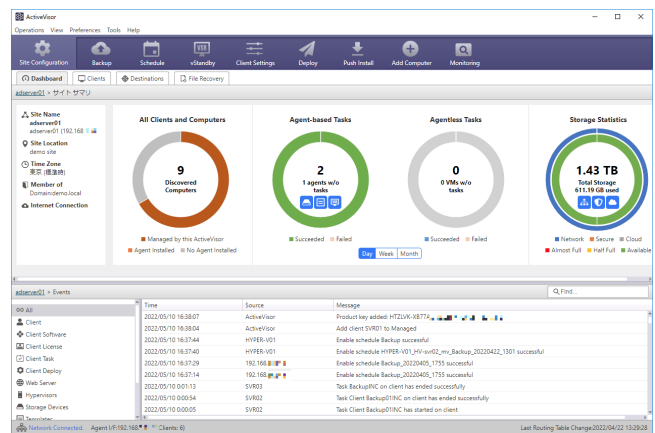 ActiveVisor
Operations View Preferences Tools Help
Site Configuration Backup Schedule vStandby Client Settings Deploy Push Install Add Computer Monitoring
Dashboard Clients Destinations File Recovery
adserver01 > サイト サマリ
Site Name
adserver01
adserver01 (192.168
Site Location
demo site
Time Zone
東京 (標準時)
Member of
Domain:demo.local
Internet Connection
All Clients and Computers
9
Discovered
Computers
Managed by this ActiveVisor
Agent Installed No Agent Installed
Agent-based Tasks
2
1 agents w/o
tasks
Succeeded Failed
Agentless Tasks
0
0 VMs w/o
tasks
Succeeded Failed
Day Week Month
Storage Statistics
1.43 TB
Total Storage
611.19 GB used
Network Secure Cloud
Almost Full Half Full Available
adserver01 > Events
Find...
All
Client
Client Software
Client License
Client Task
Client Deploy
Web Server
Hypervisors
Storage Devices
Templates
Time Source Message
2022/05/10 16:38:07 ActiveVisor Product key added: HTZLVK-XB77A
2022/05/10 16:38:04 ActiveVisor Add client SVR01 to Managed
2022/05/10 16:37:44 HYPER-V01 Enable schedule Backup successful
2022/05/10 16:37:40 HYPER-V01 Enable schedule HYPER-V01_HV-svr02_mv_Backup_20220422_1301 successful
2022/05/10 16:37:29 192.168. Enable schedule Backup_20220405_1755 successful
2022/05/10 16:37:14 192.168. Enable schedule Backup_20220405_1755 successful
2022/05/10 0:01:13 SVR03 Task BackupINC on client has ended successfully
2022/05/10 0:00:54 SVR02 Task Client Backup01INC on client has ended successfully
2022/05/10 0:00:05 SVR02 Task Client Backup01INC has started on client
Network Connected. Agent I/F:192.168. Clients: 6) Last Routing Table Change:2022/04/22 13:29:28